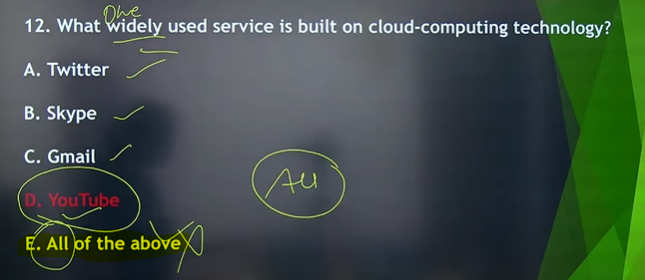 One
12. What widely used service is built on cloud-computing technology?
A. Twitter
B. Skype
C. Gmail
All
D. YouTube
E. All of the above